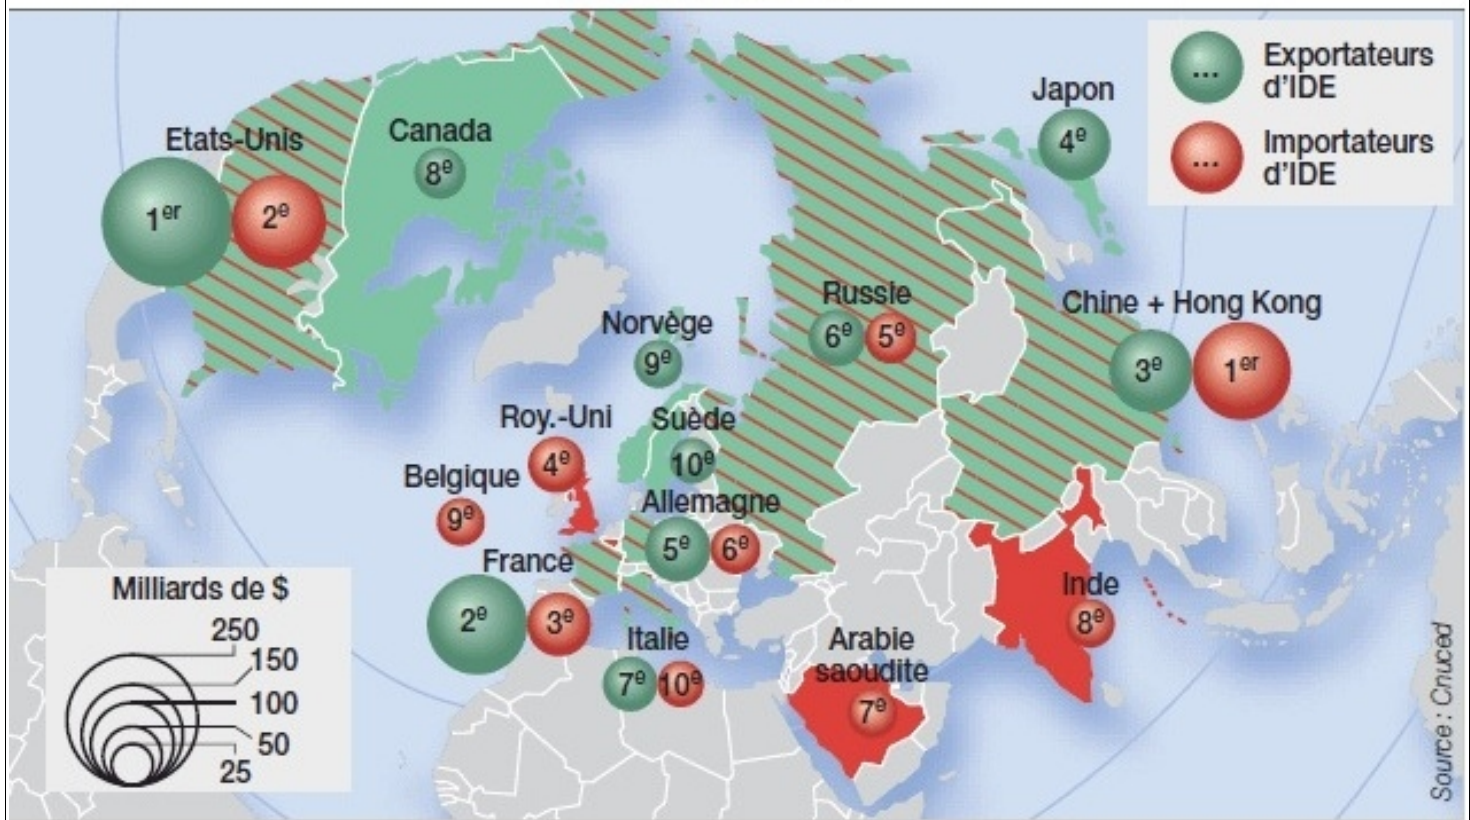 ... Exportateurs
d'IDE
... Importateurs
d'IDE
Japon
4e
Etats-Unis
1er 2e
Canada
8e
Russie
6e 5e
Chine + Hong Kong
3e 1er
Norvège
9e
Roy.-Uni
4e
Suède
10e
Belgique
9e
Allemagne
5e 6e
France
2e 3e
Italie
7e 10e
Inde
8e
Arabie
saoudite
7e
Milliards de $
250
150
100
50
25
Source : Cnuced